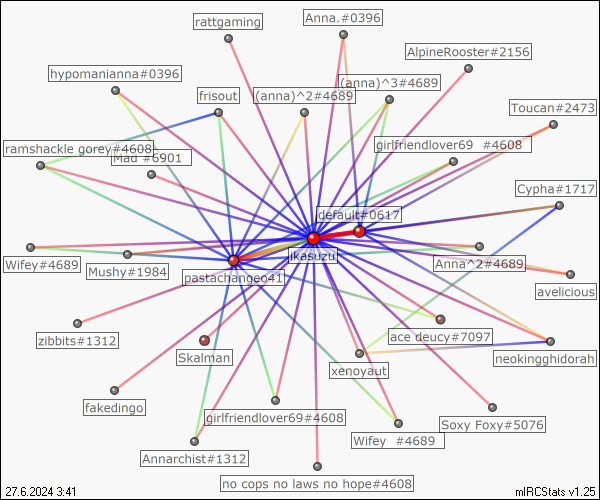 rattgaming
Anna.#0396
AlpineRooster#2156
hypomanianna#0396
(anna)^3#4689
frisout
(anna)^2#4689
Toucan#2473
girlfriendlover69 #4608
ramshackle gorey#4608
Mad #6901
Cypha#1717
default#0617
jkasuzu
Wifey#4689
Mushy#1984
pastachangeo41
Anna^2#4689
avelicious
zibbits#1312
Skalman
ace deucy#7097
neokingghidorah
xenoyaut
fakedingo
girlfriendlover69#4608
Soxy Foxy#5076
Wifey #4689
Annarchist#1312
no cops no laws no hope#4608
27.6.2024 3:41
mIRCStats v1.25